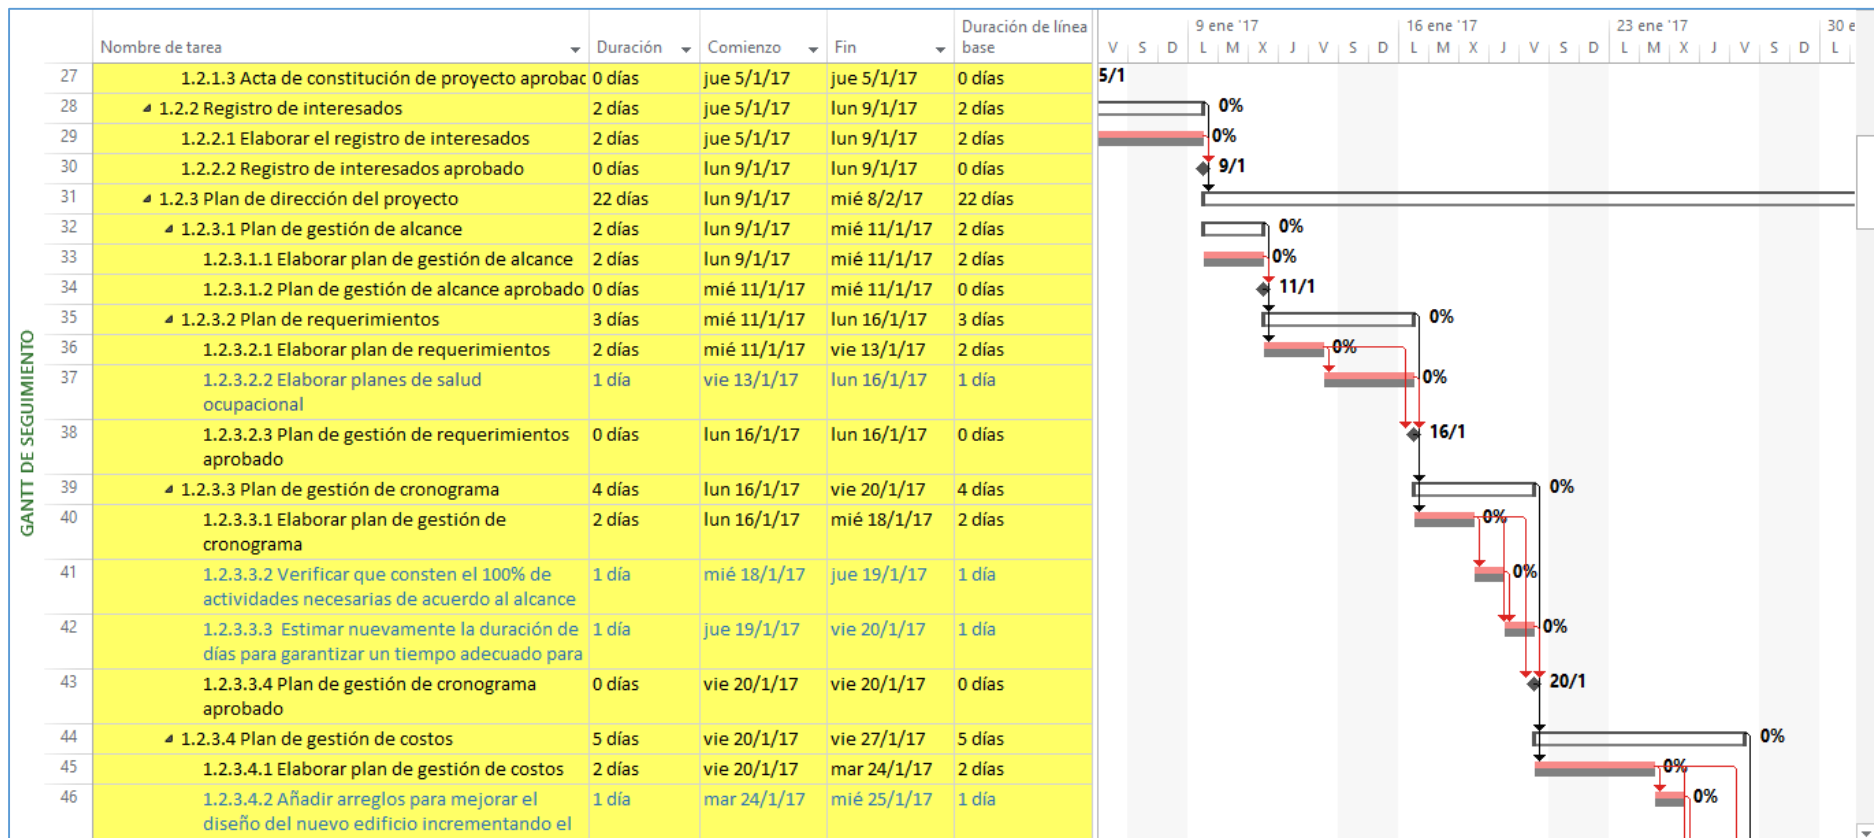 Duración de línea
Nombre de tarea Duración Comienzo Fin base
9 ene '17 16 ene '17 23 ene '17 30 e
V S D L M X J V S D L M X J V S D L M X J V S D L
GANTT DE SEGUIMIENTO
27 1.2.1.3 Acta de constitución de proyecto aprobac 0 días jue 5/1/17 jue 5/1/17 0 días 5/1
28 1.2.2 Registro de interesados 2 días jue 5/1/17 lun 9/1/17 2 días 0%
29 1.2.2.1 Elaborar el registro de interesados 2 días jue 5/1/17 lun 9/1/17 2 días 0%
30 1.2.2.2 Registro de interesados aprobado 0 días lun 9/1/17 lun 9/1/17 0 días 9/1
31 1.2.3 Plan de dirección del proyecto 22 días lun 9/1/17 mié 8/2/17 22 días
32 1.2.3.1 Plan de gestión de alcance 2 días lun 9/1/17 mié 11/1/17 2 días 0%
33 1.2.3.1.1 Elaborar plan de gestión de alcance 2 días lun 9/1/17 mié 11/1/17 2 días 0%
34 1.2.3.1.2 Plan de gestión de alcance aprobado 0 días mié 11/1/17 mié 11/1/17 0 días 11/1
35 1.2.3.2 Plan de requerimientos 3 días mié 11/1/17 lun 16/1/17 3 días 0%
36 1.2.3.2.1 Elaborar plan de requerimientos 2 días mié 11/1/17 vie 13/1/17 2 días 0%
37 1.2.3.2.2 Elaborar planes de salud 1 día vie 13/1/17 lun 16/1/17 1 día 0%
ocupacional
38 1.2.3.2.3 Plan de gestión de requerimientos 0 días lun 16/1/17 lun 16/1/17 0 días 16/1
aprobado
39 1.2.3.3 Plan de gestión de cronograma 4 días lun 16/1/17 vie 20/1/17 4 días 0%
40 1.2.3.3.1 Elaborar plan de gestión de 2 días lun 16/1/17 mié 18/1/17 2 días 0%
cronograma
41 1.2.3.3.2 Verificar que consten el 100% de 1 día mié 18/1/17 jue 19/1/17 1 día 0%
actividades necesarias de acuerdo al alcance
42 1.2.3.3.3 Estimar nuevamente la duración de 1 día jue 19/1/17 vie 20/1/17 1 día 0%
días para garantizar un tiempo adecuado para
43 1.2.3.3.4 Plan de gestión de cronograma 0 días vie 20/1/17 vie 20/1/17 0 días 20/1
aprobado
44 1.2.3.4 Plan de gestión de costos 5 días vie 20/1/17 vie 27/1/17 5 días 0%
45 1.2.3.4.1 Elaborar plan de gestión de costos 2 días vie 20/1/17 mar 24/1/17 2 días 0%
46 1.2.3.4.2 Añadir arreglos para mejorar el 1 día mar 24/1/17 mié 25/1/17 1 día 0%
diseño del nuevo edificio incrementando el